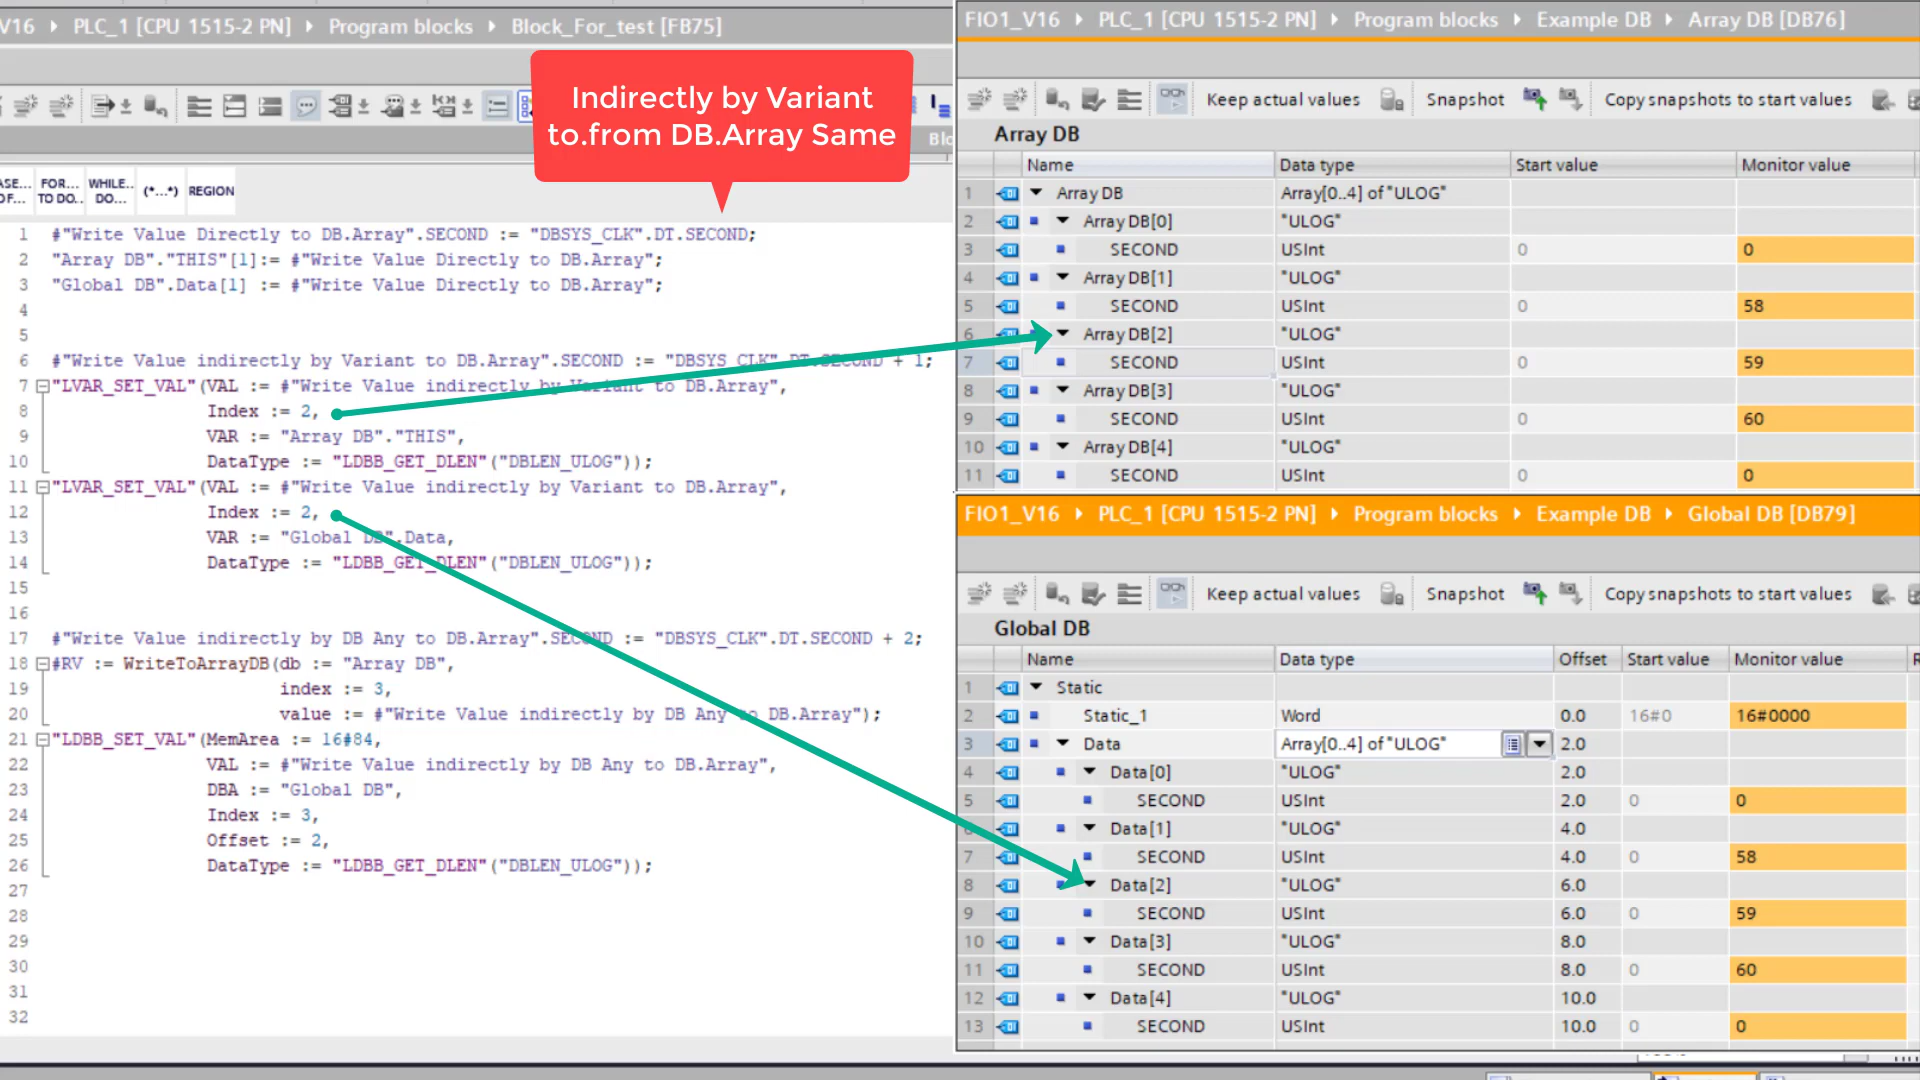 V16 ▸ PLC_1 [CPU 1515-2 PN] ▸ Program blocks ▸ Block_For_test [FB75]
Indirectly by Variant
to.from DB.Array Same
FOR... WHILE.. (*...*) REGION
TO DO.. DO...
1 #"Write Value Directly to DB.Array".SECOND := "DBSYS_CLK".DT.SECOND;
2 "Array DB"."THIS"[1]:= #"Write Value Directly to DB.Array";
3 "Global DB".Data[1] := #"Write Value Directly to DB.Array";
4
5
6 #"Write Value indirectly by Variant to DB.Array".SECOND := "DBSYS_CLK".DT.SECOND + 1;
7 "LVAR_SET_VAL"(VAL := #"Write Value indirectly by Variant to DB.Array",
8 Index := 2,
9 VAR := "Array DB"."THIS",
10 DataType := "LDBB_GET_DLEN"("DBLEN_ULOG"));
11 "LVAR_SET_VAL"(VAL := #"Write Value indirectly by Variant to DB.Array",
12 Index := 2,
13 VAR := "Global DB".Data,
14 DataType := "LDBB_GET_DLEN"("DBLEN_ULOG"));
15
16
17 #"Write Value indirectly by DB Any to DB.Array".SECOND := "DBSYS_CLK".DT.SECOND + 2;
18 #RV := WriteToArrayDB(db := "Array DB",
19 index := 3,
20 value := #"Write Value indirectly by DB Any to DB.Array");
21 "LDBB_SET_VAL"(MemArea := 16#84,
22 VAL := #"Write Value indirectly by DB Any to DB.Array",
23 DBA := "Global DB",
24 Index := 3,
25 Offset := 2,
26 DataType := "LDBB_GET_DLEN"("DBLEN_ULOG"));
27
28
29
30
31
32
FIO1_V16 ▸ PLC_1 [CPU 1515-2 PN] ▸ Program blocks ▸ Example DB ▸ Array DB [DB76]
Keep actual values Snapshot Copy snapshots to start values
Array DB
Name Data type Start value Monitor value
1 Array DB Array[0..4] of "ULOG"
2 Array DB[0] "ULOG"
3 SECOND USInt 0 0
4 Array DB[1] "ULOG"
5 SECOND USInt 0 58
6 Array DB[2] "ULOG"
7 SECOND USInt 0 59
8 Array DB[3] "ULOG"
9 SECOND USInt 0 60
10 Array DB[4] "ULOG"
11 SECOND USInt 0 0
FIO1_V16 ▸ PLC_1 [CPU 1515-2 PN] ▸ Program blocks ▸ Example DB ▸ Global DB [DB79]
Keep actual values Snapshot Copy snapshots to start values
Global DB
Name Data type Offset Start value Monitor value
1 Static
2 Static_1 Word 0.0 16#0 16#0000
3 Data Array[0..4] of "ULOG" 2.0
4 Data[0] "ULOG" 2.0
5 SECOND USInt 2.0 0 0
6 Data[1] "ULOG" 4.0
7 SECOND USInt 4.0 0 58
8 Data[2] "ULOG" 6.0
9 SECOND USInt 6.0 0 59
10 Data[3] "ULOG" 8.0
11 SECOND USInt 8.0 0 60
12 Data[4] "ULOG" 10.0
13 SECOND USInt 10.0 0 0